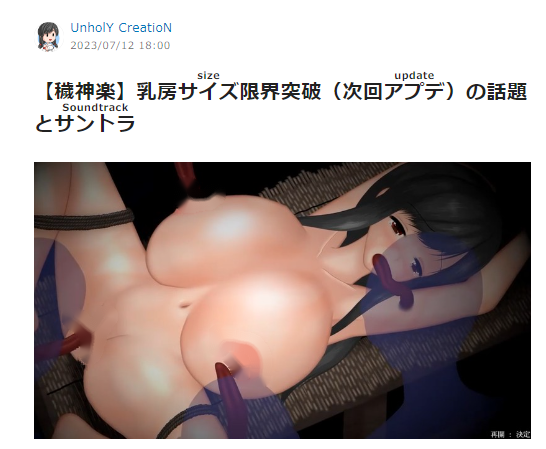 UnholY CreatioN
2023/07/12 18:00
size update
【穢神楽】乳房サイズ限界突破（次回アプデ）の話題
Soundtrack
とサントラ
再開 : 決定